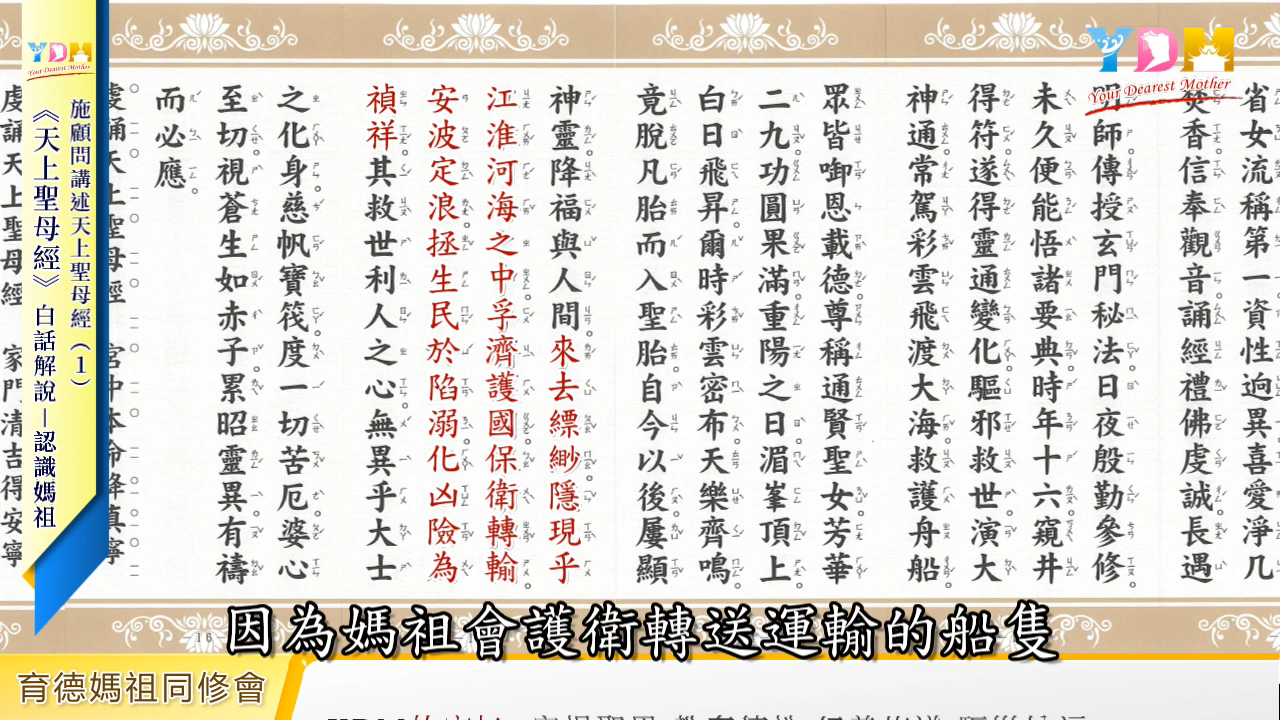 YDM
Your Dearest Mother
YDM
Your Dearest Mother
施顧問講述天上聖母經（1）
《天上聖母經》白話解說－認識媽祖
省女流稱第一資性迥異喜愛淨几
焚香信奉觀音。誦經禮佛虔誠。長遇
師。傳授玄門秘法。日夜殷勤參修。
未久便能悟諸要典。時年十六。窺井
得符。遂得靈通變化。驅邪救世。演大
神通。常駕彩雲。飛渡大海。救護舟船。
眾皆啣恩載德。尊稱通賢聖女。芳華
二九。功圓果滿。重陽之日。湄峯頂上。
白日飛昇。爾時彩雲密布。天樂齊鳴。
竟脫凡胎而入聖胎。自今以後。屢顯
神靈。降福與人間。來去縹緲。隱現乎
江淮河海之中。孚濟護國。保衛轉輸。
安波定浪。拯生民於陷溺。化凶險為
禎祥。其救世利人之心。無異乎大士
之化身。慈帆寶筏。度一切苦厄。婆心
至切。視蒼生如赤子。累昭靈異。有禱
而必應。
虔誦天上聖母經
虔誦天上聖母經　家門清吉得安寧
16
因為媽祖會護衛轉送運輸的船隻
育德媽祖同修會